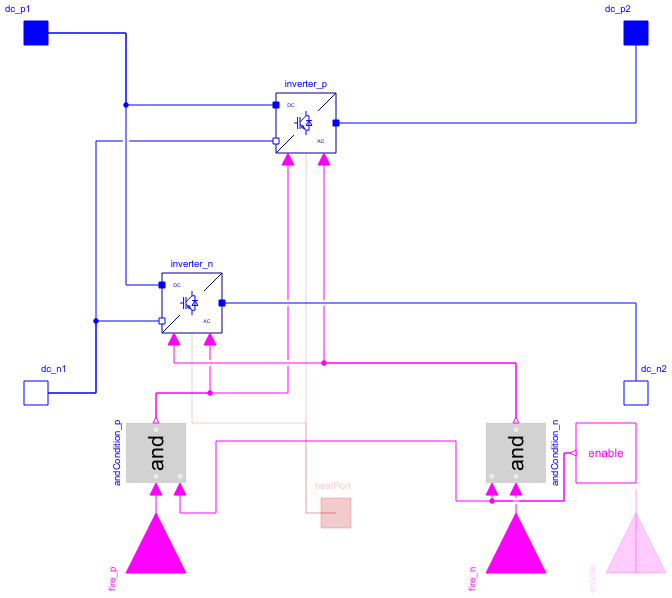 dc_p1
dc_p2
inverter_p
DC
AC
inverter_n
DC
AC
dc_n1
dc_n2
andCondition_p
and
andCondition_n
and
enable
heatPort
fire_p
fire_n
enable